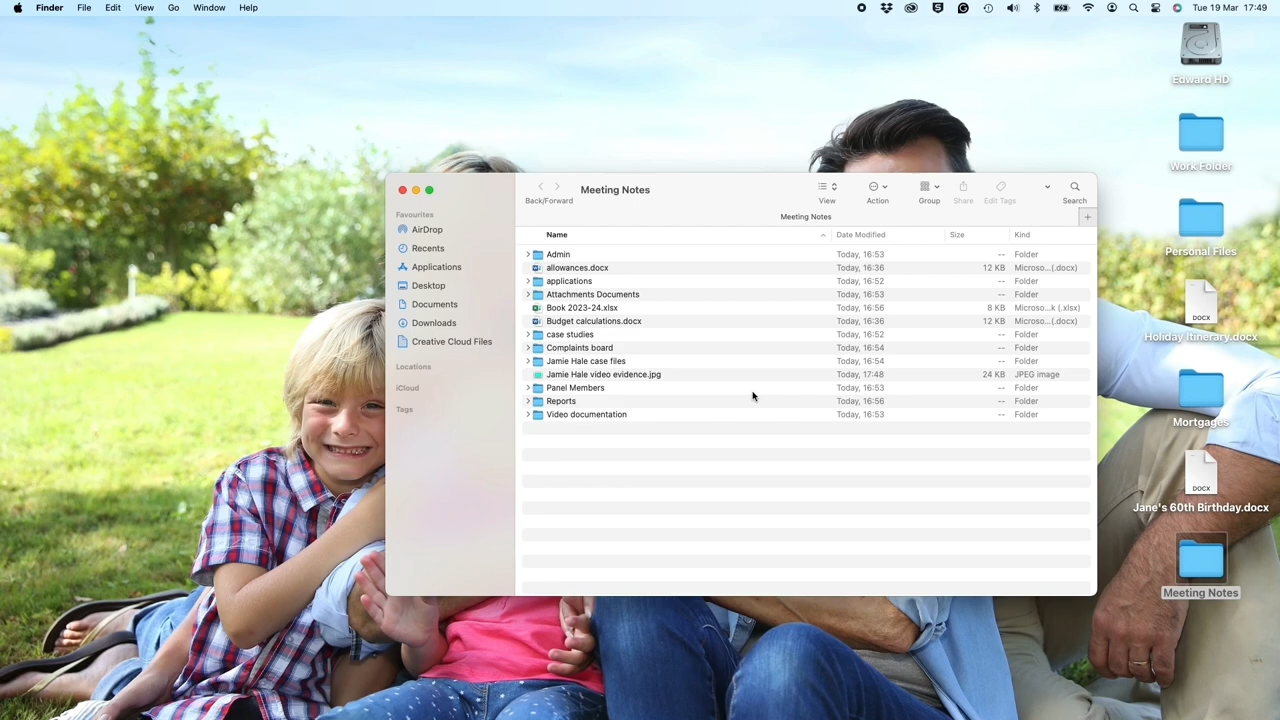 Finder File Edit View Go Window Help Tue 19 Mar 17:49
Edward HD
Work Folder
Personal Files
DOCX
Holiday Itinerary.docx
Mortgages
DOCX
Jane's 60th Birthday.docx
Meeting Notes
Favourites
AirDrop
Recents
Applications
Desktop
Documents
Downloads
Creative Cloud Files
Locations
iCloud
Tags
Meeting Notes
Back/Forward View Action Group Share Edit Tags Search
Meeting Notes
Name Date Modified Size Kind
Admin Today, 16:53 -- Folder
allowances.docx Today, 16:36 12 KB Microso...(.docx)
applications Today, 16:52 -- Folder
Attachments Documents Today, 16:53 -- Folder
Book 2023-24.xlsx Today, 16:56 8 KB Microso...k (.xlsx)
Budget calculations.docx Today, 16:36 12 KB Microso...(.docx)
case studies Today, 16:52 -- Folder
Complaints board Today, 16:54 -- Folder
Jamie Hale case files Today, 16:54 -- Folder
Jamie Hale video evidence.jpg Today, 17:48 24 KB JPEG image
Panel Members Today, 16:53 -- Folder
Reports Today, 16:56 -- Folder
Video documentation Today, 16:53 -- Folder